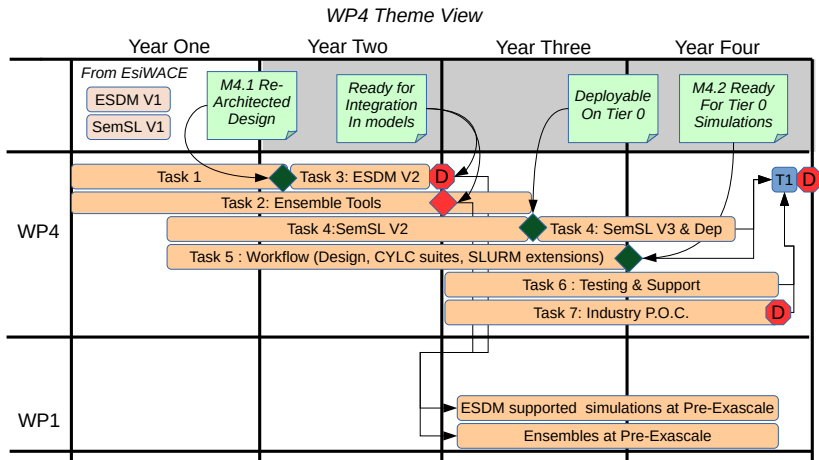 WP4 Theme View
Year One
Year Two
Year Three
Year Four
From EsiWACE
ESDM V1
SemSL V1
M4.1 Re-
Architected
Design
Ready for
Integration
In models
Deployable
On Tier 0
M4.2 Ready
For Tier 0
Simulations
WP4
Task 1
Task 3: ESDM V2
D
T1
D
Task 2: Ensemble Tools
Task 4:SemSL V2
Task 4: SemSL V3 & Dep
Task 5 : Workflow (Design, CYLC suites, SLURM extensions)
Task 6 : Testing & Support
Task 7: Industry P.O.C.
D
WP1
ESDM supported  simulations at Pre-Exascale
Ensembles at Pre-Exascale